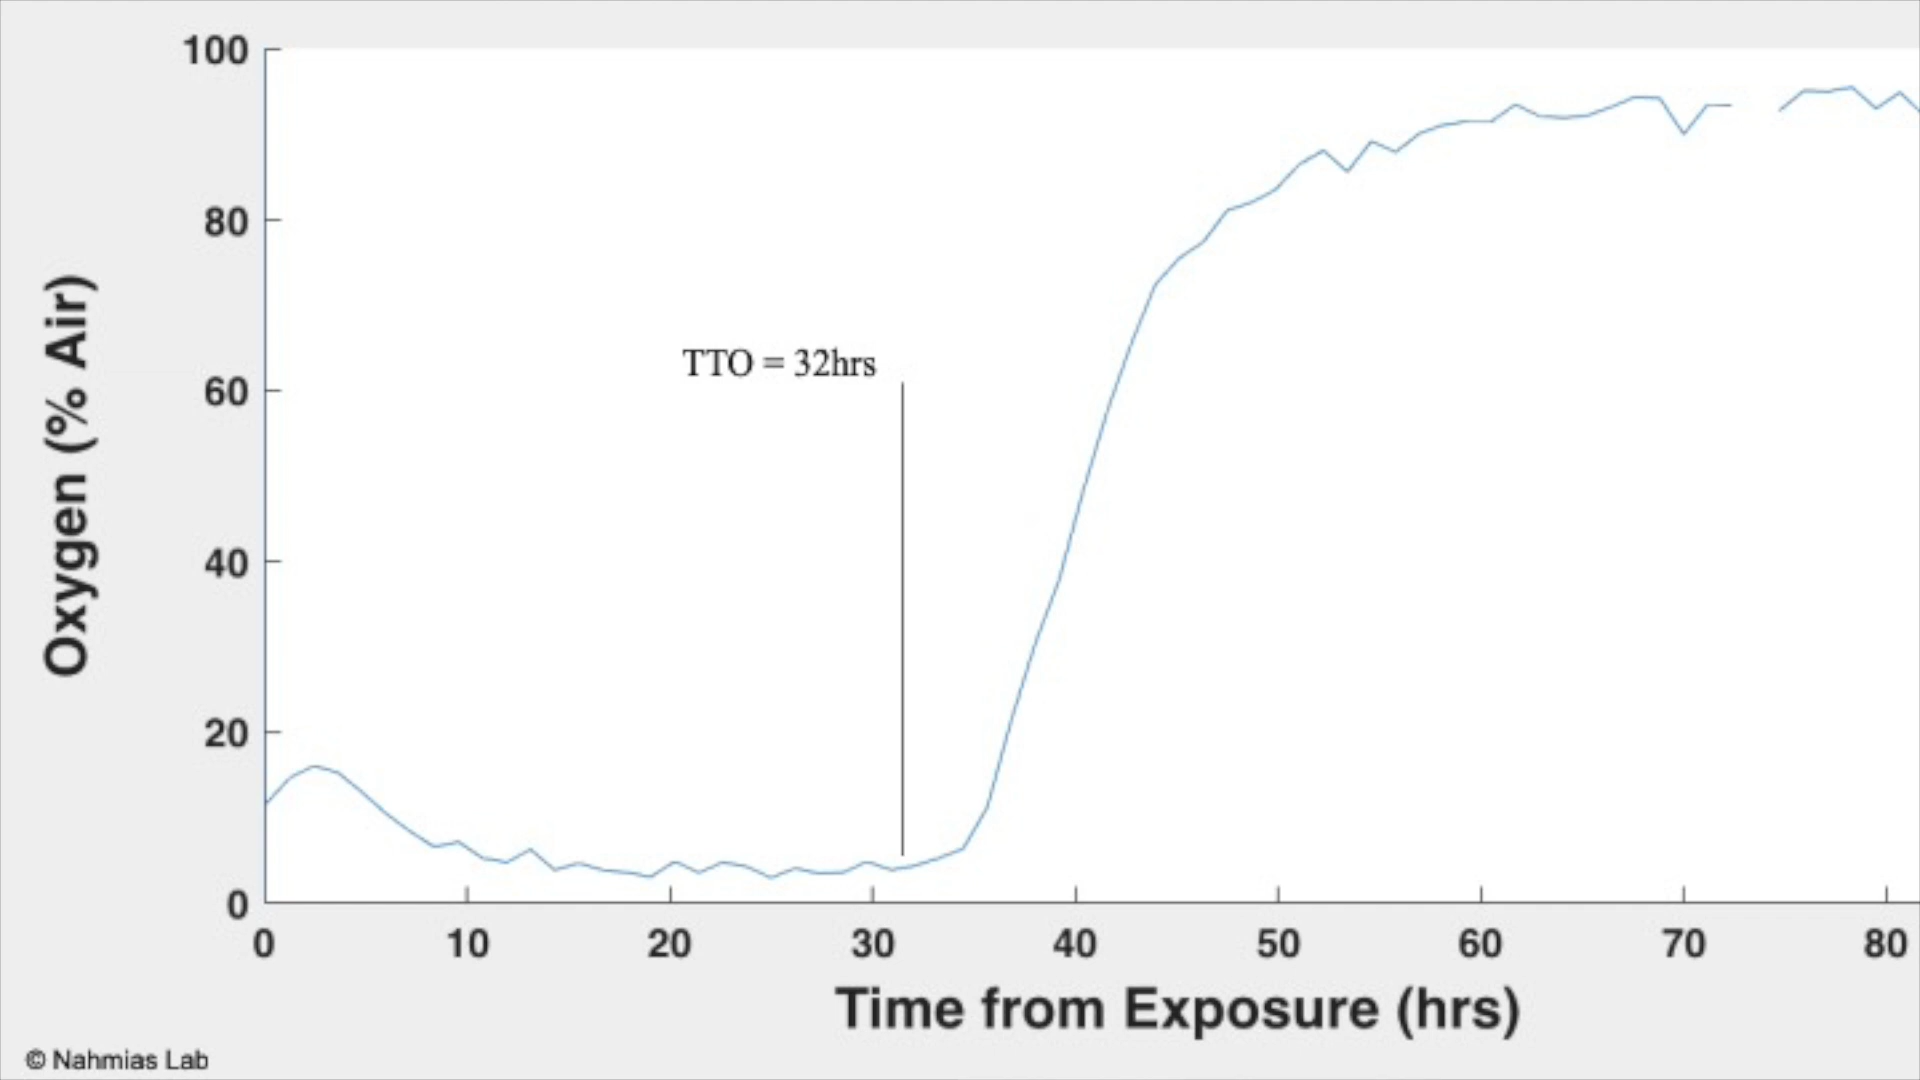 100
80
60
40
20
0
Oxygen (% Air)
TTO = 32hrs
0 10 20 30 40 50 60 70 80
Time from Exposure (hrs)
© Nahmias Lab